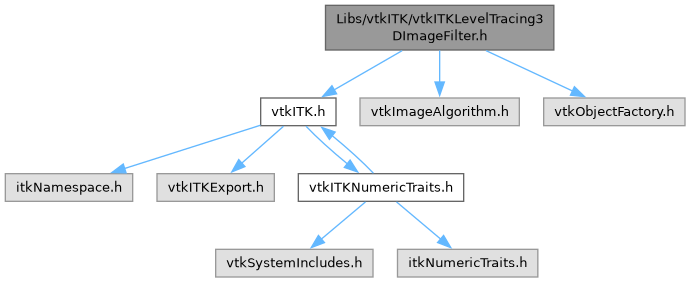 Libs/vtkITK/vtkITKLevelTracing3
DImageFilter.h
vtkITK.h
vtkImageAlgorithm.h
vtkObjectFactory.h
itkNamespace.h
vtkITKExport.h
vtkITKNumericTraits.h
vtkSystemIncludes.h
itkNumericTraits.h